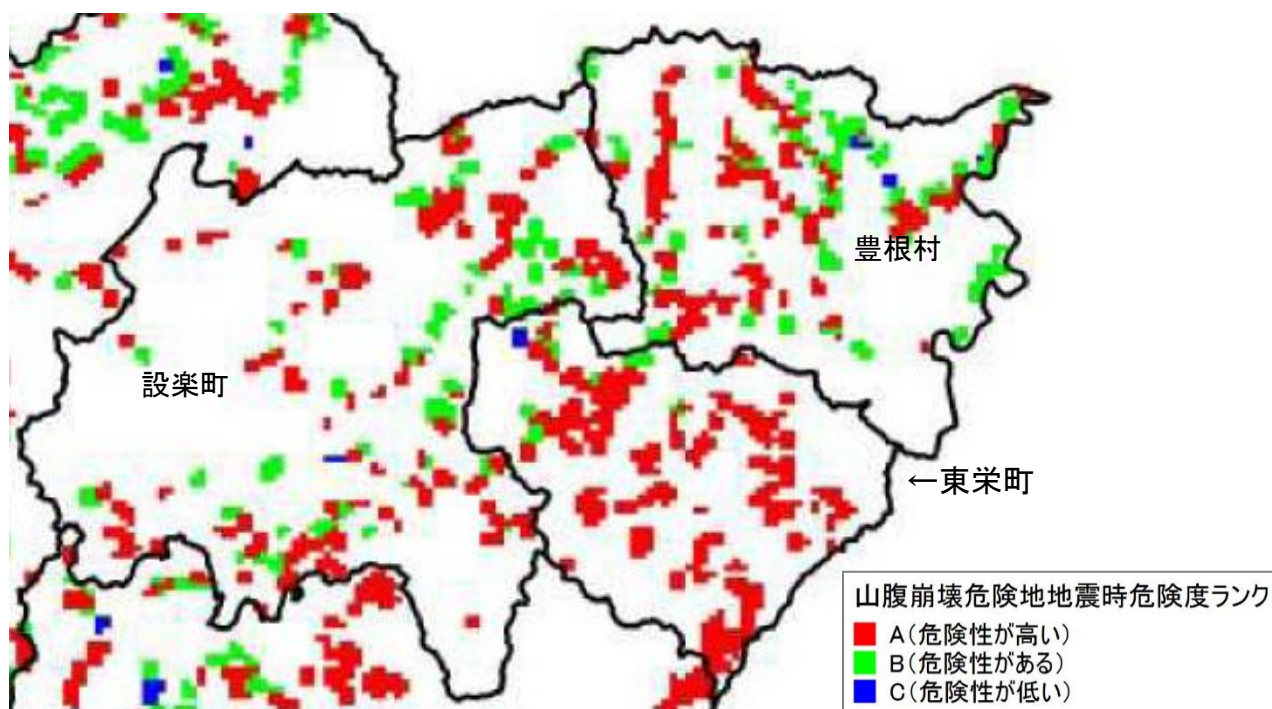 豊根村
設楽町
←東栄町
山腹崩壊危険地地震時危険度ランク
A(危険性が高い)
B(危険性がある)
C(危険性が低い)